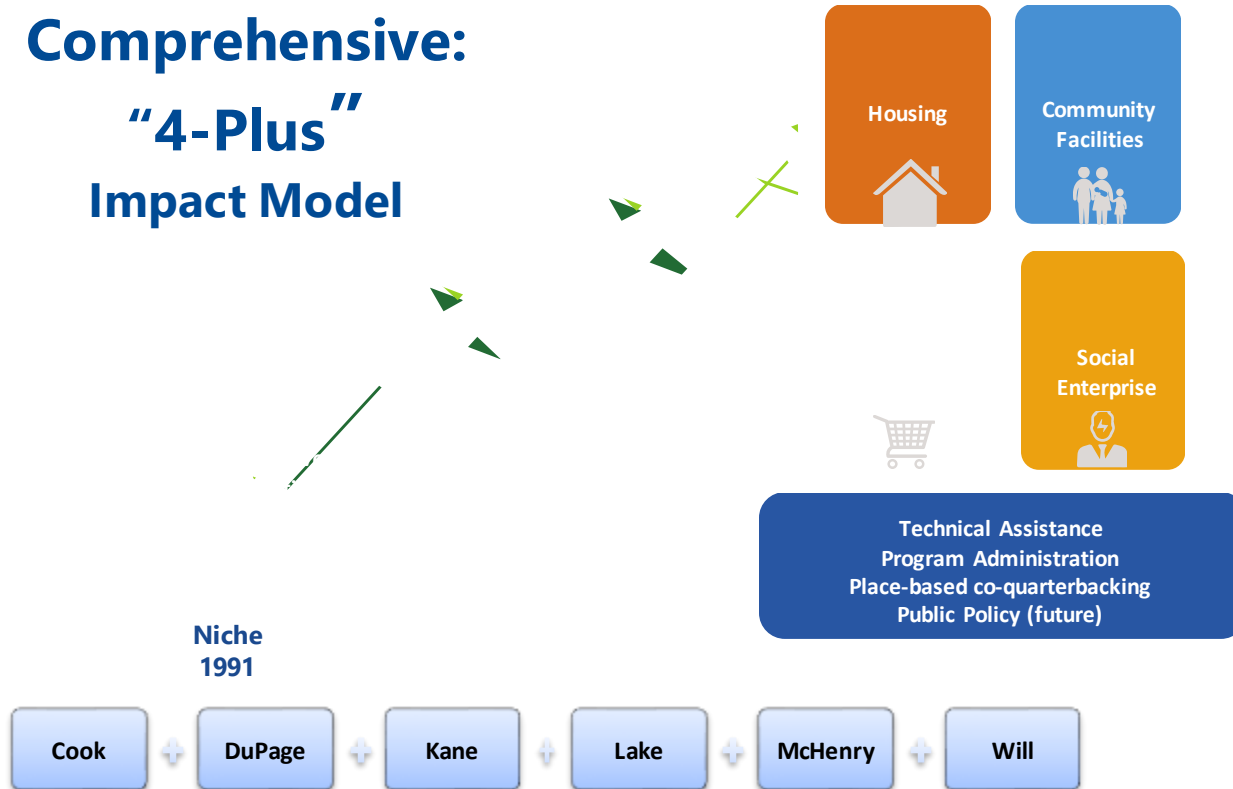 Comprehensive:
“4-Plus”
Impact Model
Housing
Community
Facilities
Social
Enterprise
Technical Assistance
Program Administration
Place-based co-quarterbacking
Public Policy (future)
Niche
1991
Cook
DuPage
Kane
Lake
McHenry
Will